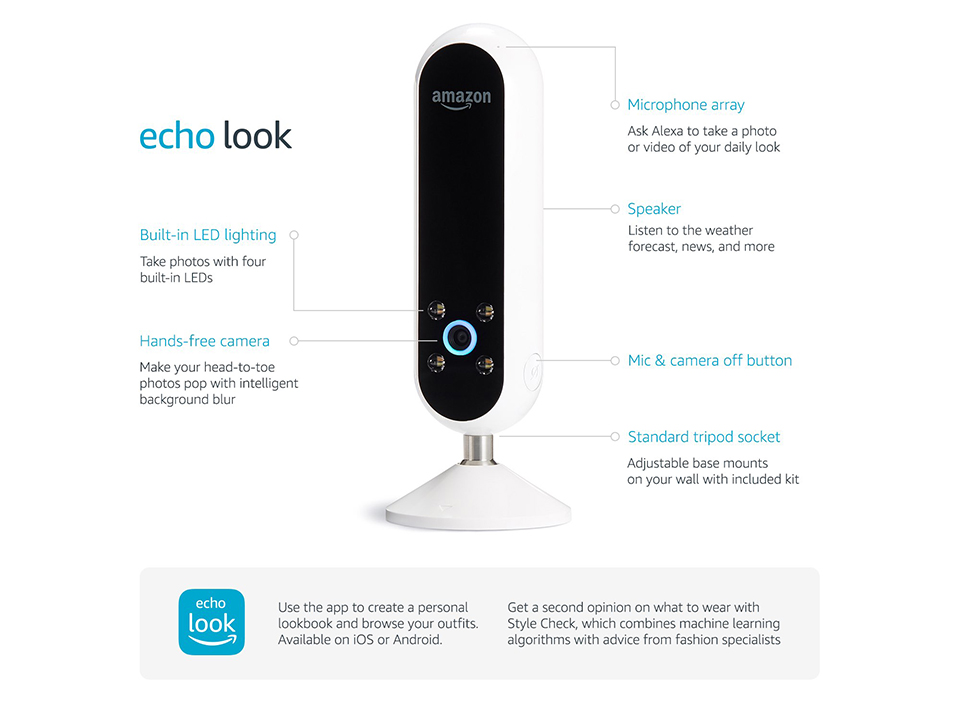 amazon
echo look
Microphone array
Ask Alexa to take a photo
or video of your daily look
Speaker
Listen to the weather
forecast, news, and more
Built-in LED lighting
Take photos with four
built-in LEDs
Hands-free camera
Make your head-to-toe
photos pop with intelligent
background blur
Mic & camera off button
Standard tripod socket
Adjustable base mounts
on your wall with included kit
echo
look
Use the app to create a personal
lookbook and browse your outfits.
Available on iOS or Android.
Get a second opinion on what to wear with
Style Check, which combines machine learning
algorithms with advice from fashion specialists